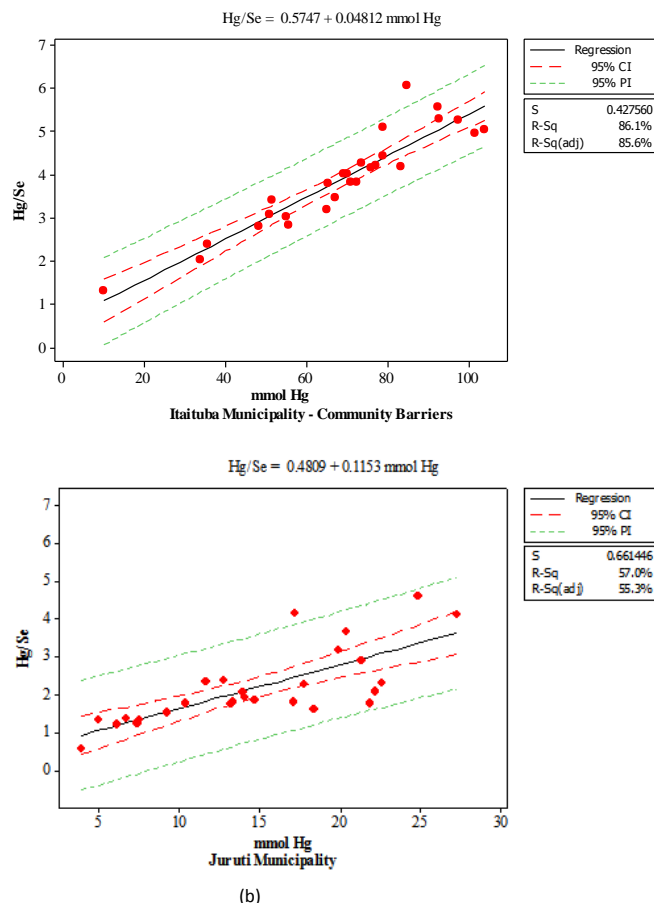 Hg/Se = 0.5747 + 0.04812 mmol Hg
7
6
5
4
3
2
1
0
Hg/Se
0 20 40 60 80 100
mmol Hg
Itaituba Municipality - Community Barriers
Regression
95% CI
95% PI
S 0.427560
R-Sq 86.1%
R-Sq(adj) 85.6%
Hg/Se = 0.4809 + 0.1153 mmol Hg
7
6
5
4
3
2
1
0
Hg/Se
5 10 15 20 25 30
mmol Hg
Juruti Municipality
Regression
95% CI
95% PI
S 0.661446
R-Sq 57.0%
R-Sq(adj) 55.3%
(b)